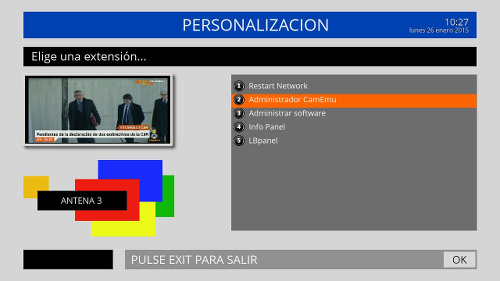 PERSONALIZACION
10:27
lunes 26 enero 2015
Elige una extensión...
Pendientes de la declaración de dos exdirectivos de la CAM
1 Restart Network
2 Administrador CamEmu
3 Administrar software
4 Info Panel
5 LBpanel
ANTENA 3
PULSE EXIT PARA SALIR
OK